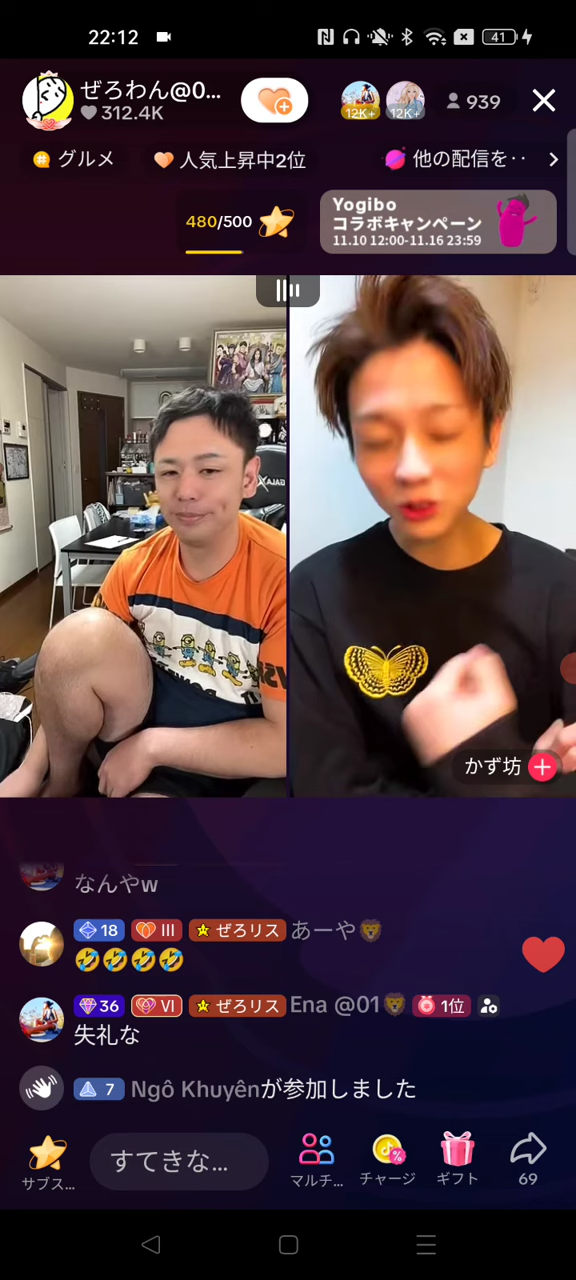 22:12
41
ぜろわん@0...
312.4K
12K+
12K+
939
グルメ
人気上昇中2位
他の配信を‥
480/500
Yogibo
コラボキャンペーン
11.10 12:00-11.16 23:59
かず坊
なんやw
18 III ぜろリス あーや🦁
🤣🤣🤣🤣
36 VI ぜろリス Ena @01🦁 1位
失礼な
7 Ngô Khuyênが参加しました
すてきな...
サブス...
マルチ...
チャージ
ギフト
69